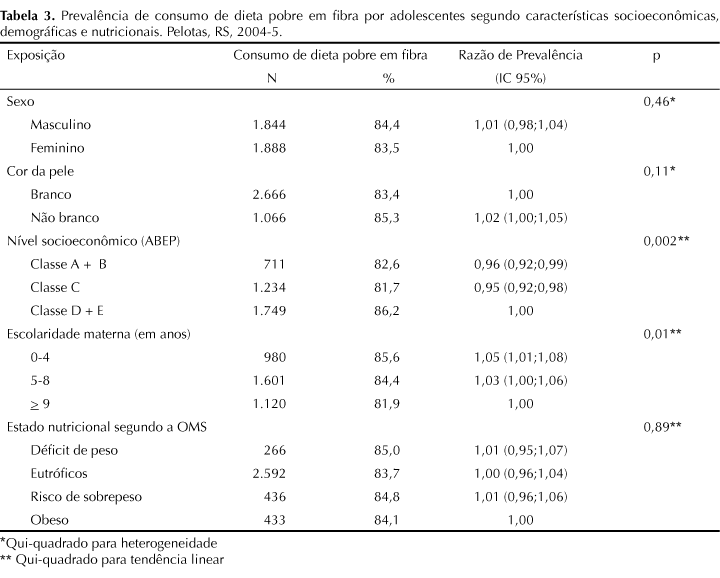 Tabela 3. Prevalência de consumo de dieta pobre em fibra por adolescentes segundo características socioeconômicas,
demográficas e nutricionais. Pelotas, RS, 2004-5.
Exposição Consumo de dieta pobre em fibra Razão de Prevalência p
N % (IC 95%)
Sexo 0,46*
Masculino 1.844 84,4 1,01 (0,98;1,04)
Feminino 1.888 83,5 1,00
Cor da pele 0,11*
Branco 2.666 83,4 1,00
Não branco 1.066 85,3 1,02 (1,00;1,05)
Nível socioeconômico (ABEP) 0,002**
Classe A + B 711 82,6 0,96 (0,92;0,99)
Classe C 1.234 81,7 0,95 (0,92;0,98)
Classe D + E 1.749 86,2 1,00
Escolaridade materna (em anos) 0,01**
0-4 980 85,6 1,05 (1,01;1,08)
5-8 1.601 84,4 1,03 (1,00;1,06)
≥ 9 1.120 81,9 1,00
Estado nutricional segundo a OMS 0,89**
Déficit de peso 266 85,0 1,01 (0,95;1,07)
Eutróficos 2.592 83,7 1,00 (0,96;1,04)
Risco de sobrepeso 436 84,8 1,01 (0,96;1,06)
Obeso 433 84,1 1,00
*Qui-quadrado para heterogeneidade
** Qui-quadrado para tendência linear